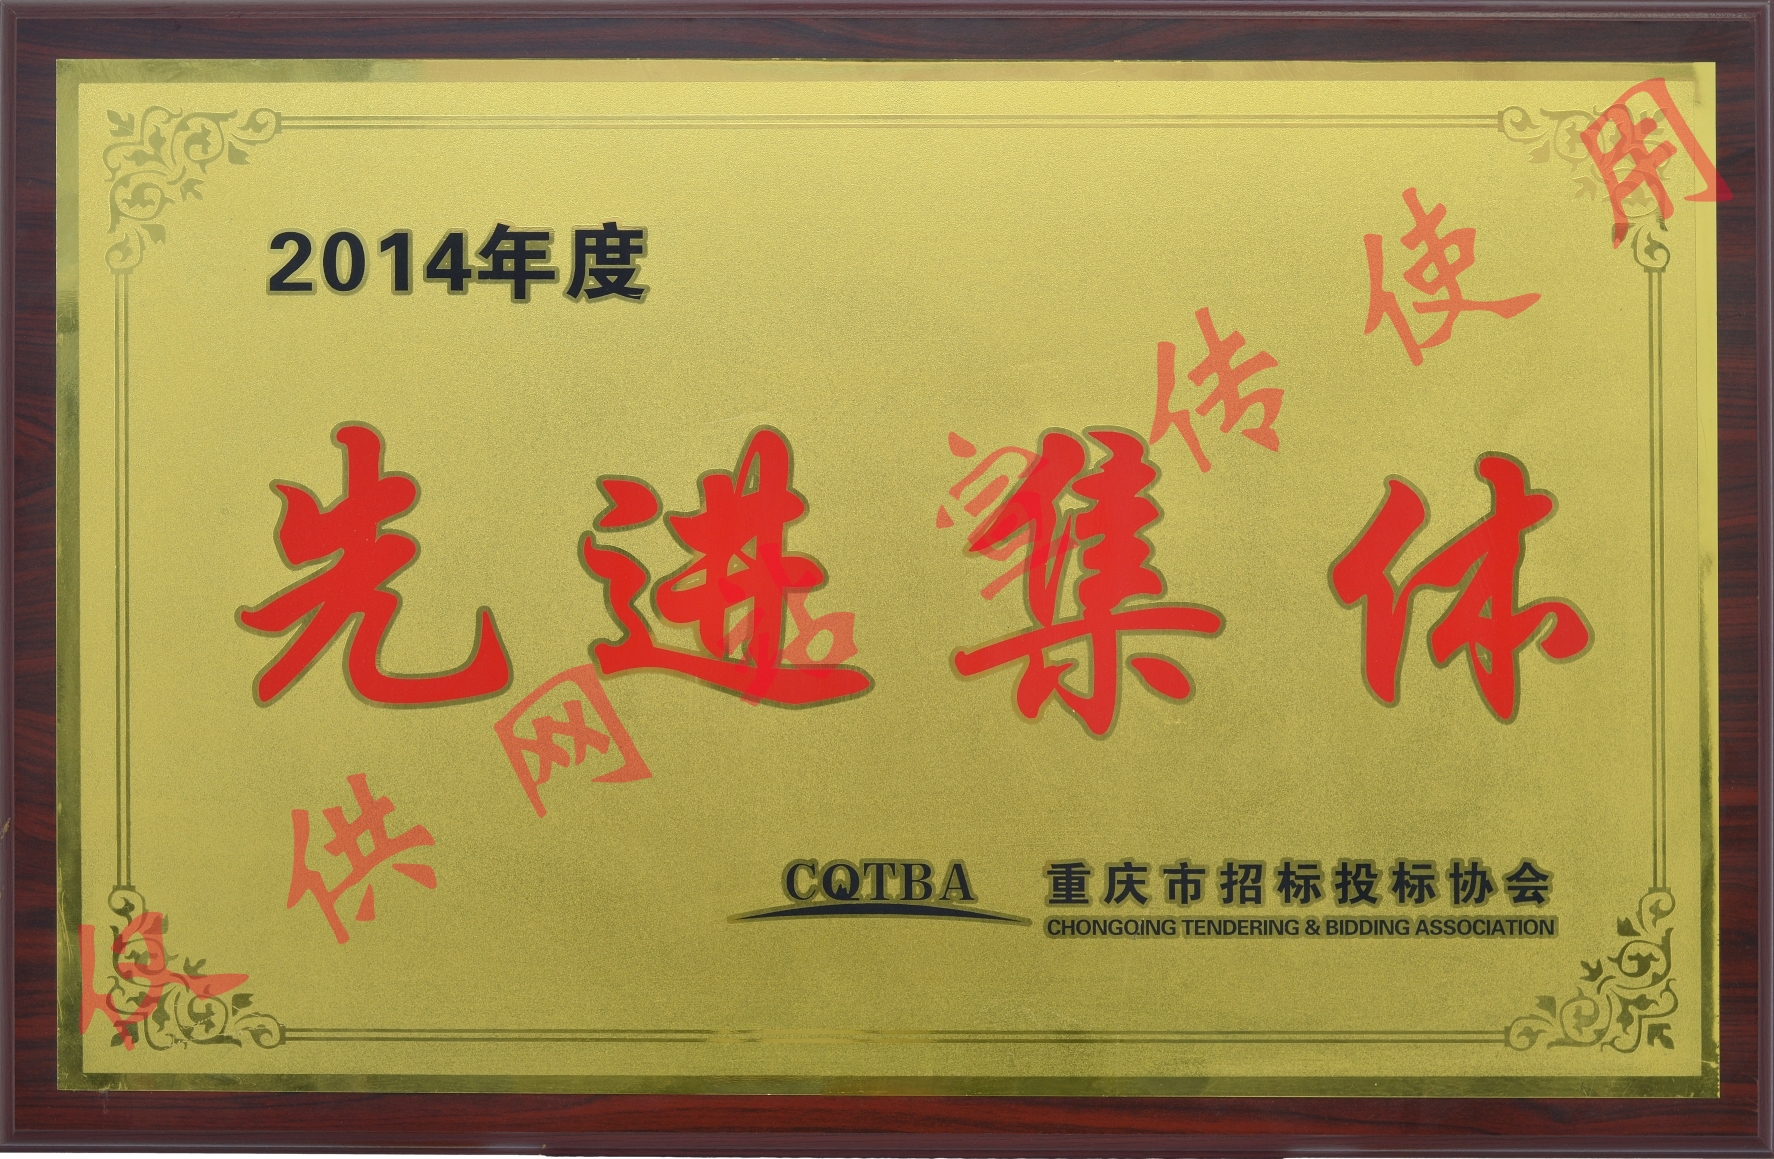 2014年度
先进集体
CQTBA 重庆市招标投标协会
CHONGQING TENDERING & BIDDING ASSOCIATION
仅供网站宣传使用